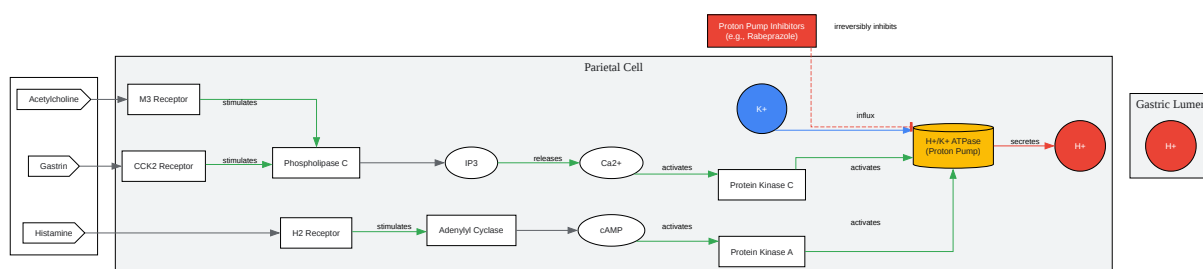 Proton Pump Inhibitors
(e.g., Rabeprazole)
irreversibly inhibits
Parietal Cell
Acetylcholine
M3 Receptor
stimulates
K+
influx
Gastric Lumen
H+/K+ ATPase
(Proton Pump)
secretes
H+
H+
Gastrin
CCK2 Receptor
stimulates
Phospholipase C
IP3
releases
Ca2+
activates
Protein Kinase C
activates
Histamine
H2 Receptor
stimulates
Adenylyl Cyclase
cAMP
activates
Protein Kinase A
activates